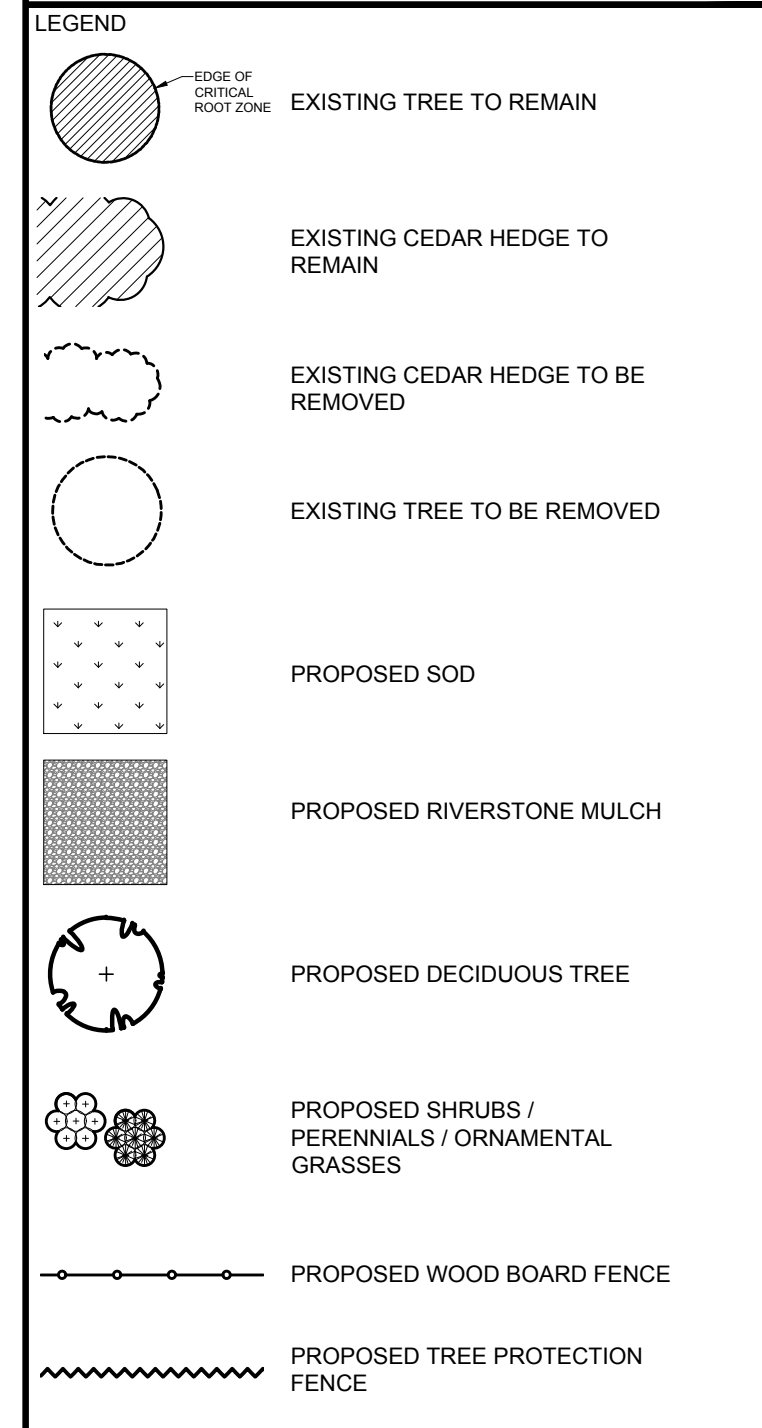 LEGEND
EDGE OF
CRITICAL
ROOT ZONE
EXISTING TREE TO REMAIN
EXISTING CEDAR HEDGE TO
REMAIN
EXISTING CEDAR HEDGE TO BE
REMOVED
EXISTING TREE TO BE REMOVED
PROPOSED SOD
PROPOSED RIVERSTONE MULCH
PROPOSED DECIDUOUS TREE
PROPOSED SHRUBS /
PERENNIALS / ORNAMENTAL
GRASSES
PROPOSED WOOD BOARD FENCE
PROPOSED TREE PROTECTION
FENCE